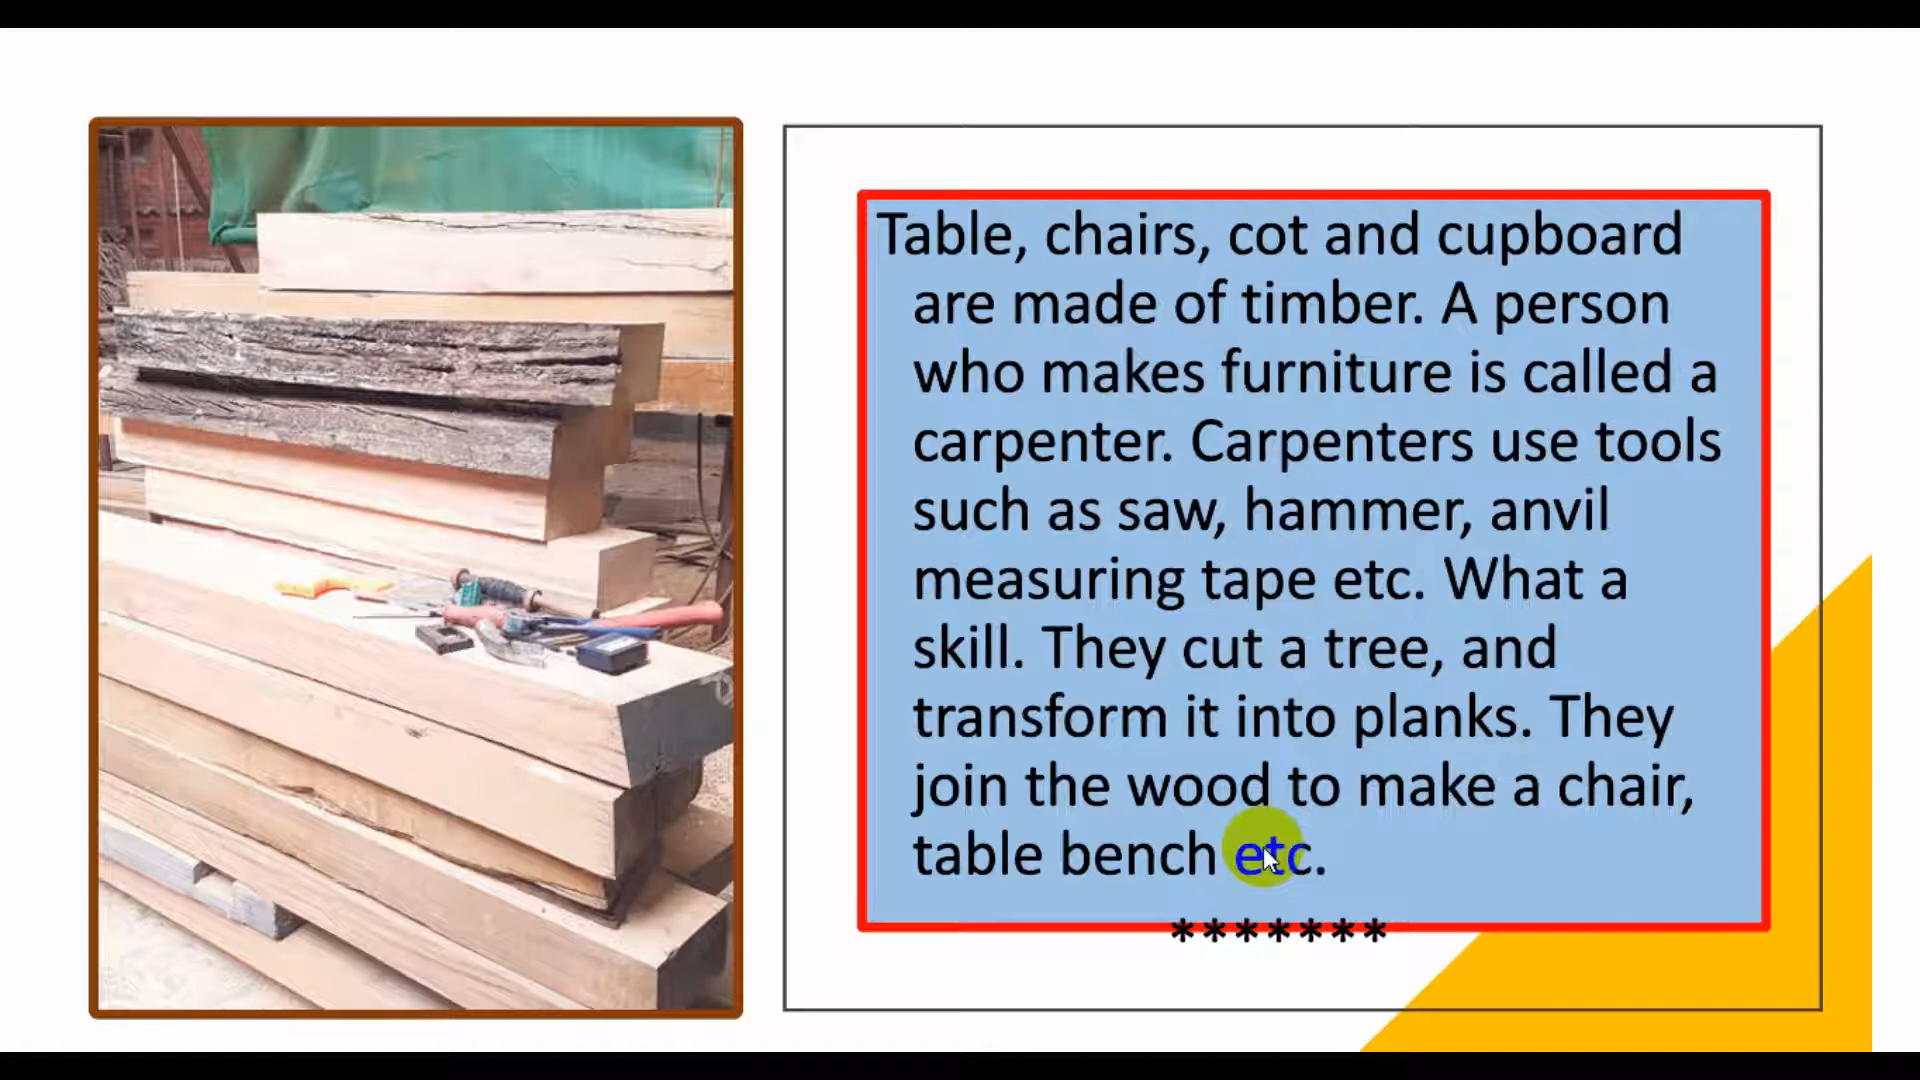 Table, chairs, cot and cupboard
are made of timber. A person
who makes furniture is called a
carpenter. Carpenters use tools
such as saw, hammer, anvil
measuring tape etc. What a
skill. They cut a tree, and
transform it into planks. They
join the wood to make a chair,
table bench etc.
*******